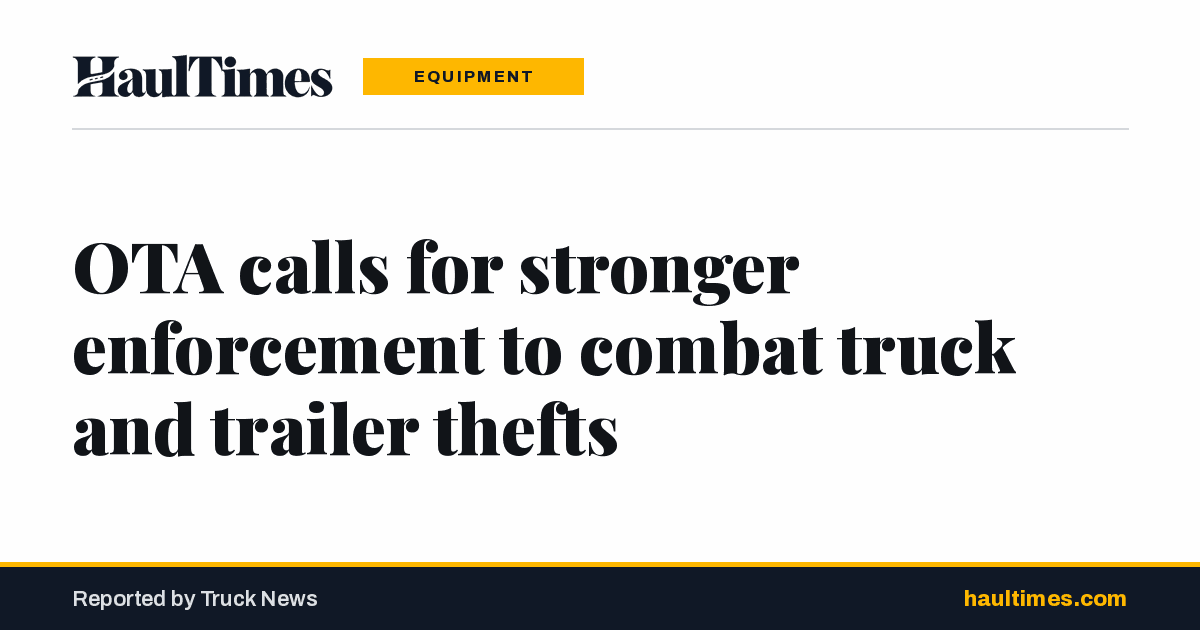 HaulTimes
EQUIPMENT
OTA calls for stronger
enforcement to combat truck
and trailer thefts
Reported by Truck News
haultimes.com